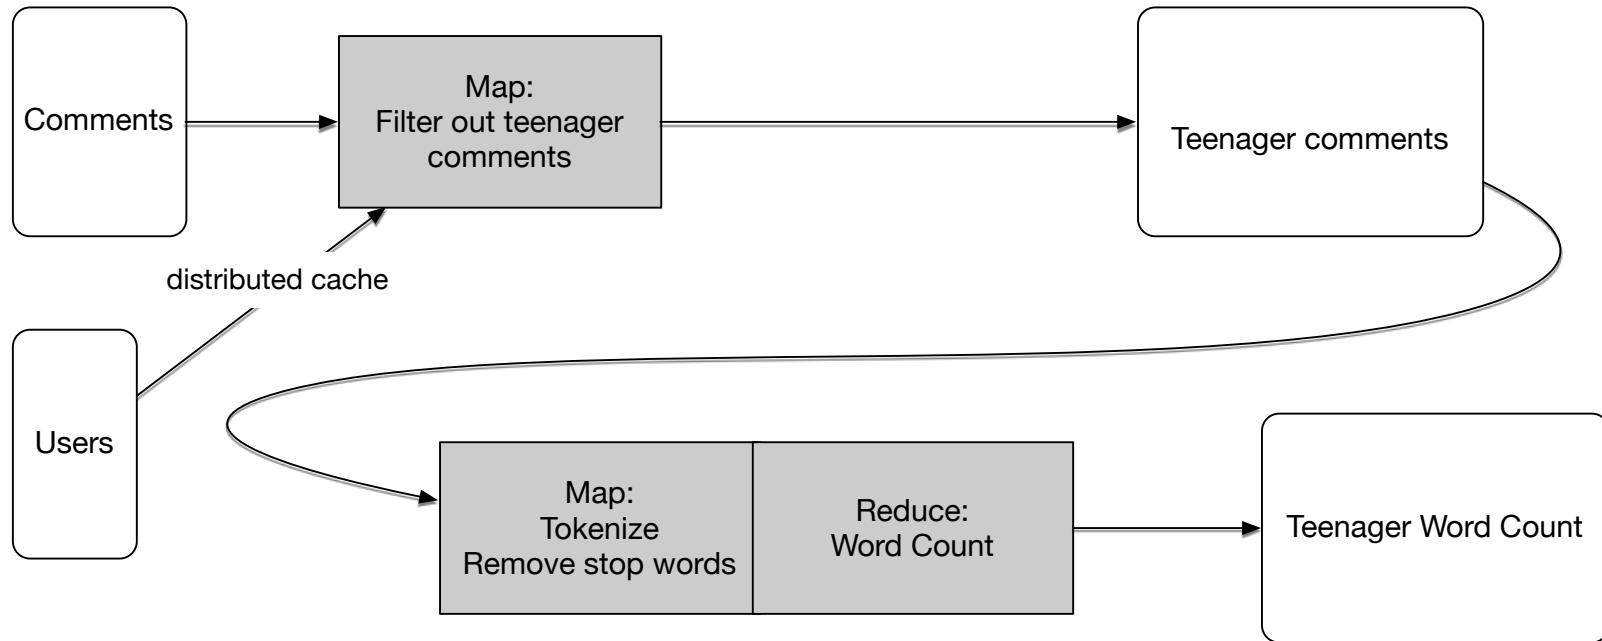 Comments
Map:
Filter out teenager
comments
Teenager comments
distributed cache
Users
Map:
Tokenize
Remove stop words
Reduce:
Word Count
Teenager Word Count